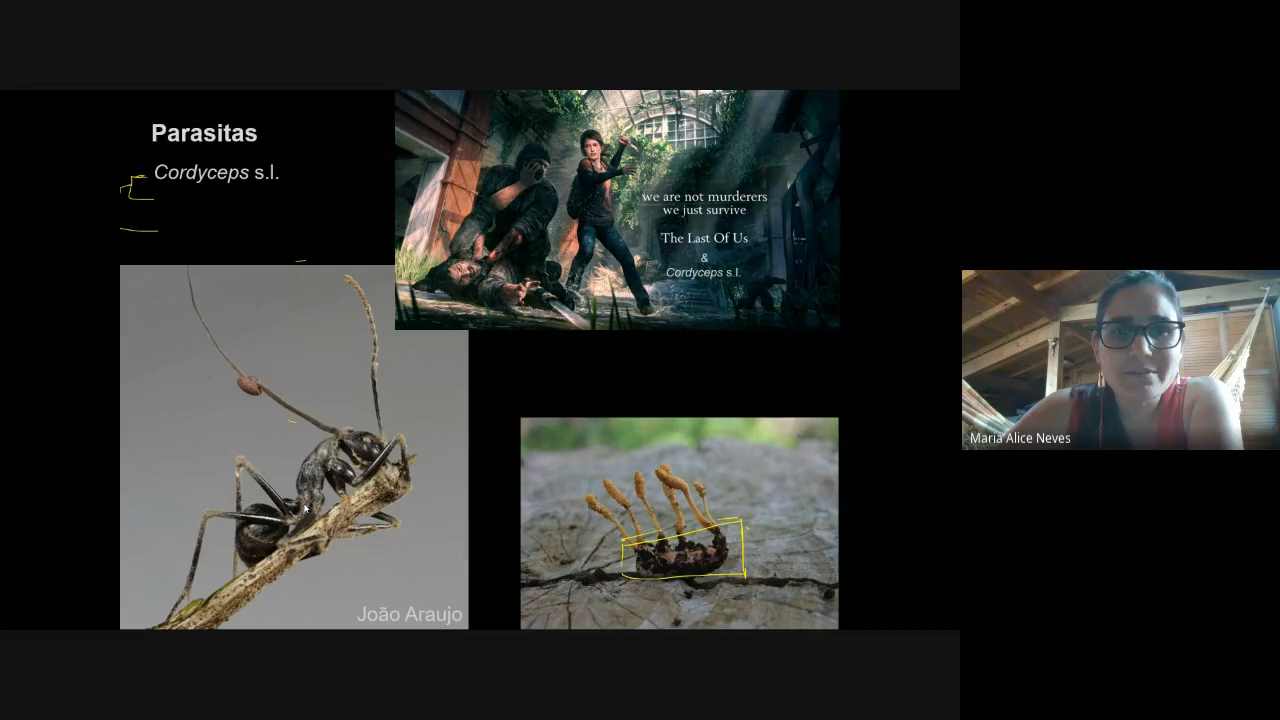 Parasitas
Cordyceps s.l.
we are not murderers
we just survive
The Last Of Us
&
Cordyceps s.l.
João Araujo
Maria Alice Neves